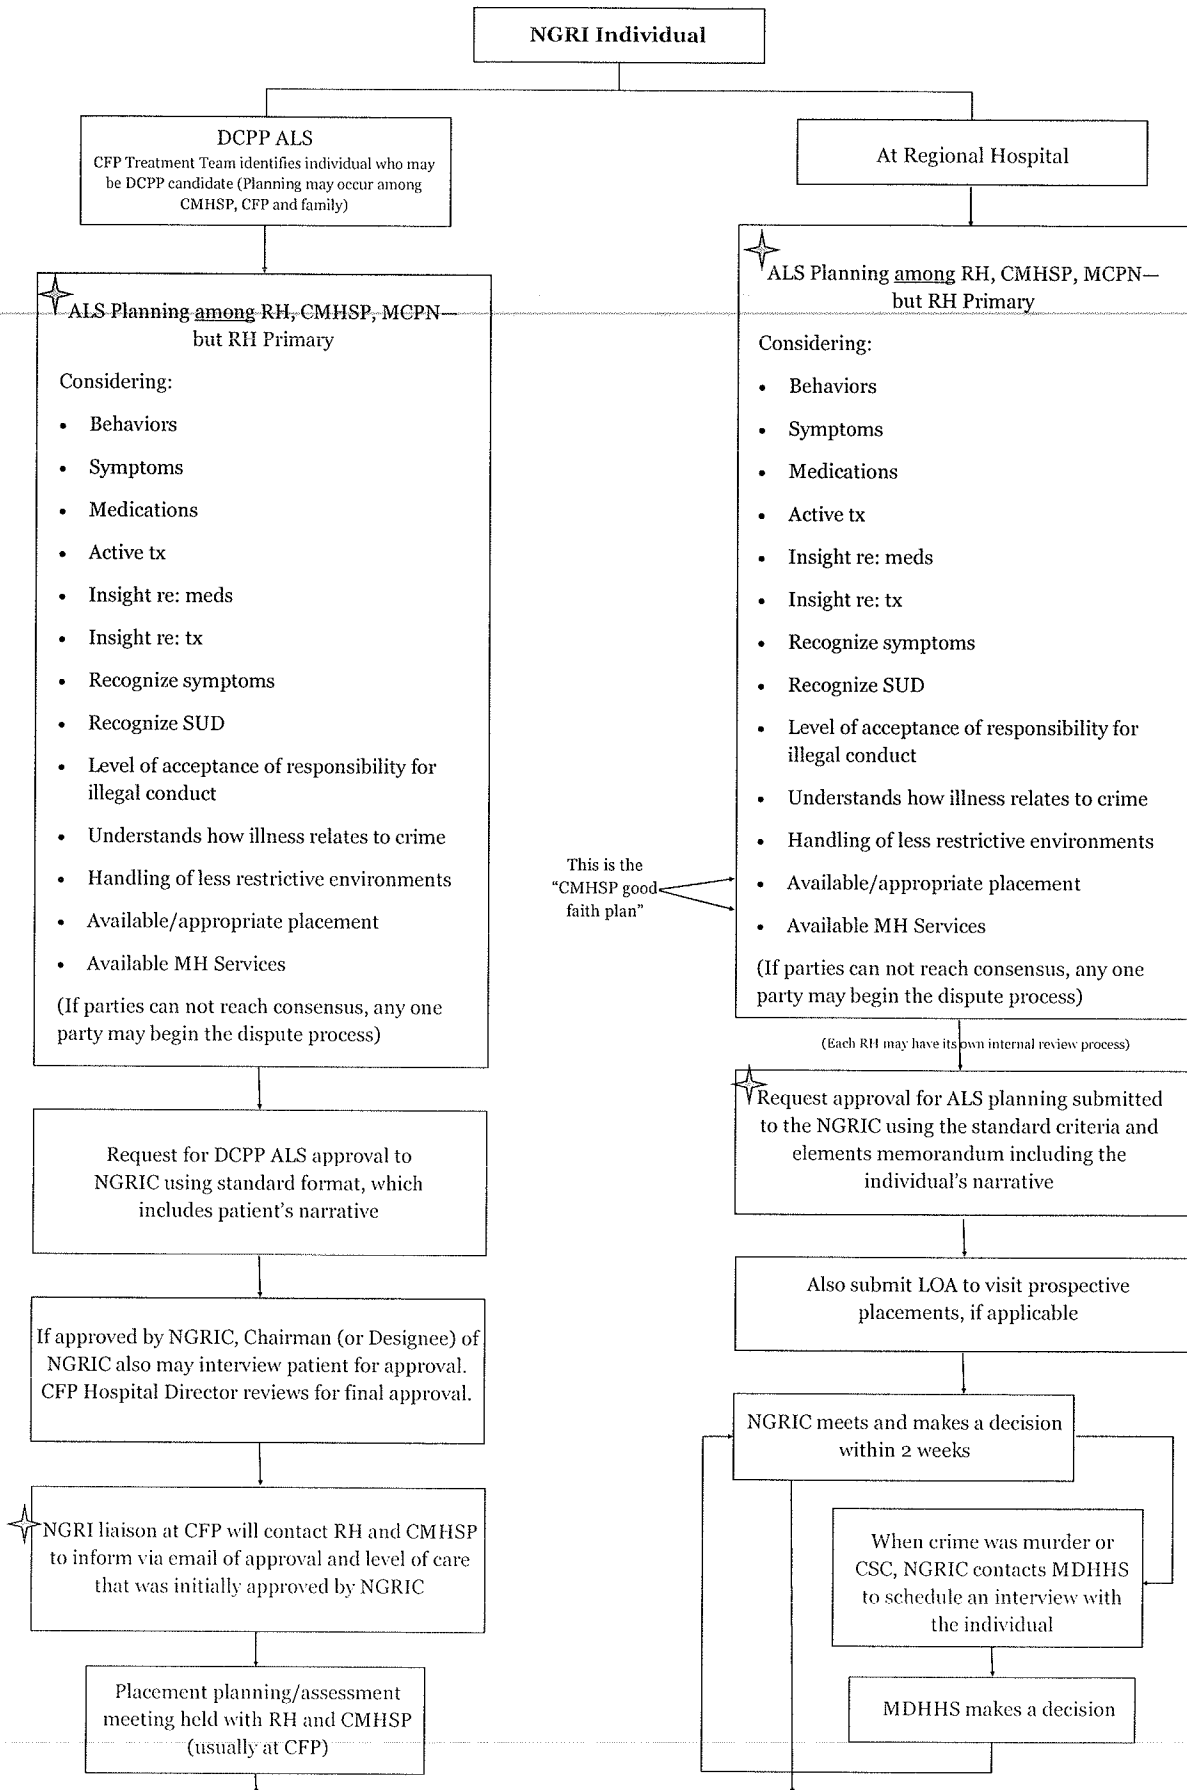 NGRI Individual
DCPP ALS
CFP Treatment Team identifies individual who may
be DCPP candidate (Planning may occur among
CMHSP, CFP and family)
ALS Planning among RH, CMHSP, MCPN—
but RH Primary
Considering:
• Behaviors
• Symptoms
• Medications
• Active tx
• Insight re: meds
• Insight re: tx
• Recognize symptoms
• Recognize SUD
• Level of acceptance of responsibility for
illegal conduct
• Understands how illness relates to crime
• Handling of less restrictive environments
• Available/appropriate placement
• Available MH Services
(If parties can not reach consensus, any one
party may begin the dispute process)
Request for DCPP ALS approval to
NGRIC using standard format, which
includes patient's narrative
If approved by NGRIC, Chairman (or Designee) of
NGRIC also may interview patient for approval.
CFP Hospital Director reviews for final approval.
NGRI liaison at CFP will contact RH and CMHSP
to inform via email of approval and level of care
that was initially approved by NGRIC
Placement planning/assessment
meeting held with RH and CMHSP
(usually at CFP)
At Regional Hospital
ALS Planning among RH, CMHSP, MCPN—
but RH Primary
Considering:
• Behaviors
• Symptoms
• Medications
• Active tx
• Insight re: meds
• Insight re: tx
• Recognize symptoms
• Recognize SUD
• Level of acceptance of responsibility for
illegal conduct
• Understands how illness relates to crime
• Handling of less restrictive environments
• Available/appropriate placement
• Available MH Services
(If parties can not reach consensus, any one
party may begin the dispute process)
This is the
"CMHSP good
faith plan"
(Each RH may have its own internal review process)
Request approval for ALS planning submitted
to the NGRIC using the standard criteria and
elements memorandum including the
individual's narrative
Also submit LOA to visit prospective
placements, if applicable
NGRIC meets and makes a decision
within 2 weeks
When crime was murder or
CSC, NGRIC contacts MDHHS
to schedule an interview with
the individual
MDHHS makes a decision